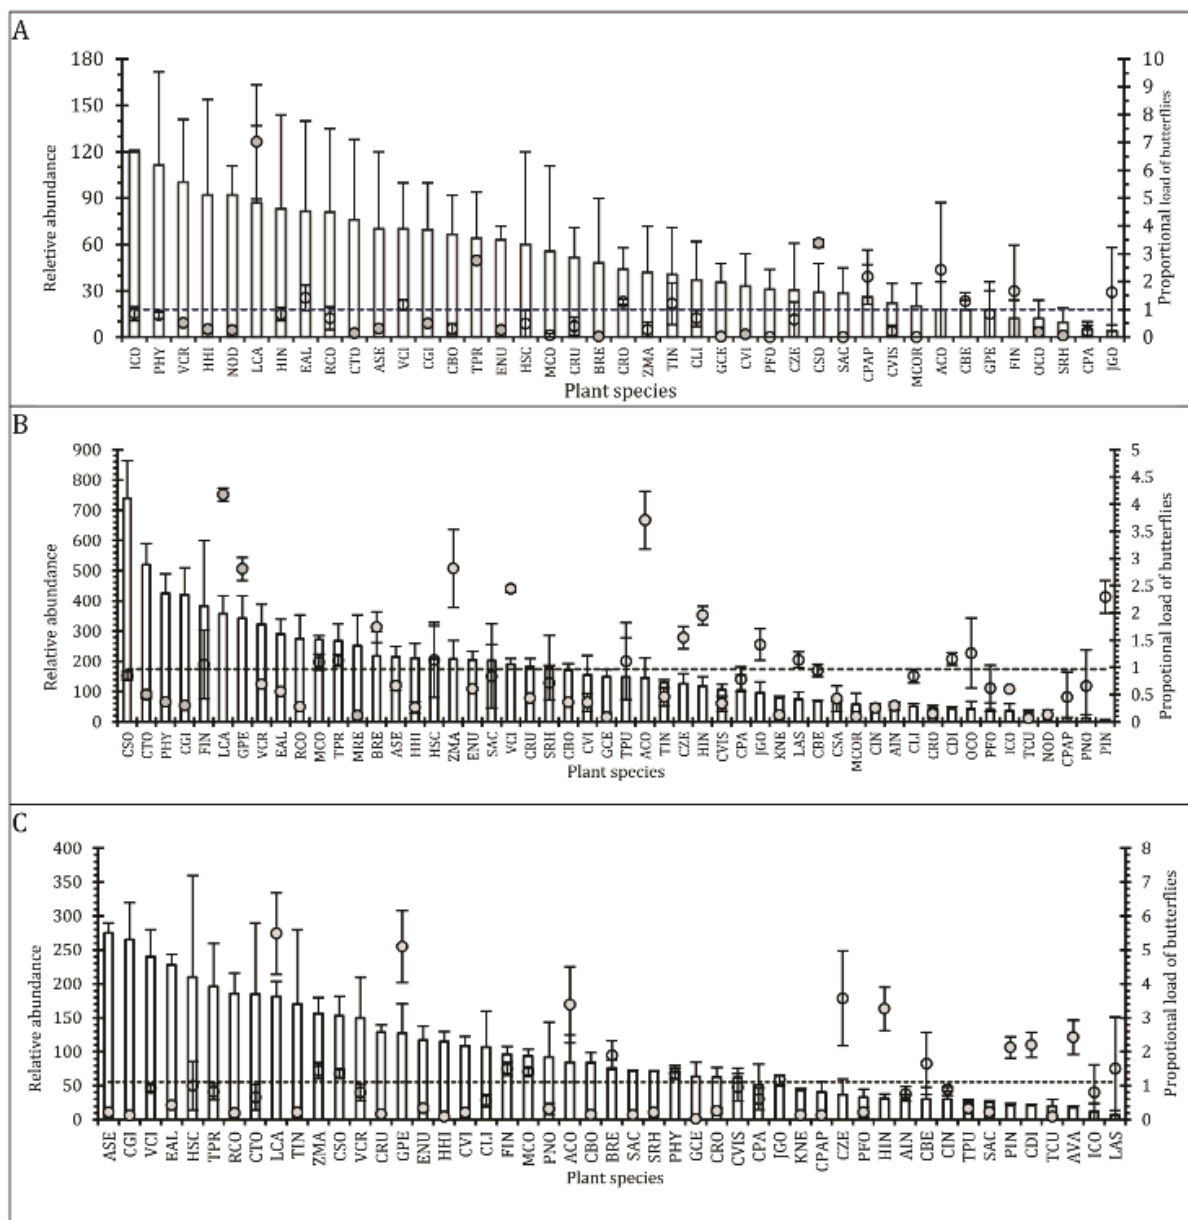 A
180 150 120 90 60 30 0
Reletive abundance
10 9 8 7 6 5 4 3 2 1 0
Proportional load of butterflies
ICO PHY VCR HHI NOD LCA HIN EAL RCO CTO ASE VCI CGI CBO TPR ENU HSC MCO CRU BRE CRO ZMA TIN CLI GCE CVI PFO CZE CSO SAC CPAP CVIS MCOR ACO CBE GPE FIN OCO SRH CPA JGO
Plant species
B
900 800 700 600 500 400 300 200 100 0
Relative abundance
5 4.5 4 3.5 3 2.5 2 1.5 1 0.5 0
Propotional load of butterflies
CSO CTO PHY CGI FIN LCA GPE VCR EAL RCO MCO TPR MRE BRE ASE HHI HSC ZMA ENU SAC VCI CRU SRH CBO CVI GCE TPU ACO TIN CZE HIN CVIS CPA JGO KNE LAS CBE CSA MCOR CIN AIN CLI CRO CDI OCO PFO ICO TCU NOD CPAP PNO PIN
Plant species
C
400 350 300 250 200 150 100 50 0
Relative abundance
8 7 6 5 4 3 2 1 0
Propotional load of butterflies
ASE CGI VCI EAL HSC TPR RCO CTO LCA TIN ZMA CSO VCR CRU GPE ENU HHI CVI CLI FIN MCO PNO ACO CBO BRE SAC SRH PHY GCE CRO CVIS CPA JGO KNE CPAP CZE PFO HIN AIN CBE CIN TPU SAC PIN CDI TCU AVA ICO LAS
Plant species